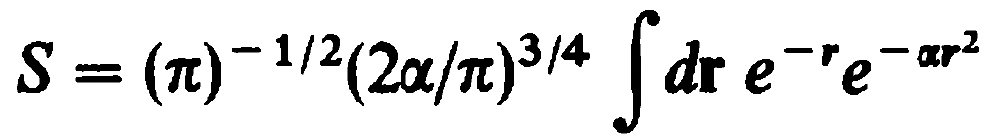 S = (π)^{-1/2}(2α/π)^{3/4} ∫ d𝐫 e^{-r}e^{-αr^2}